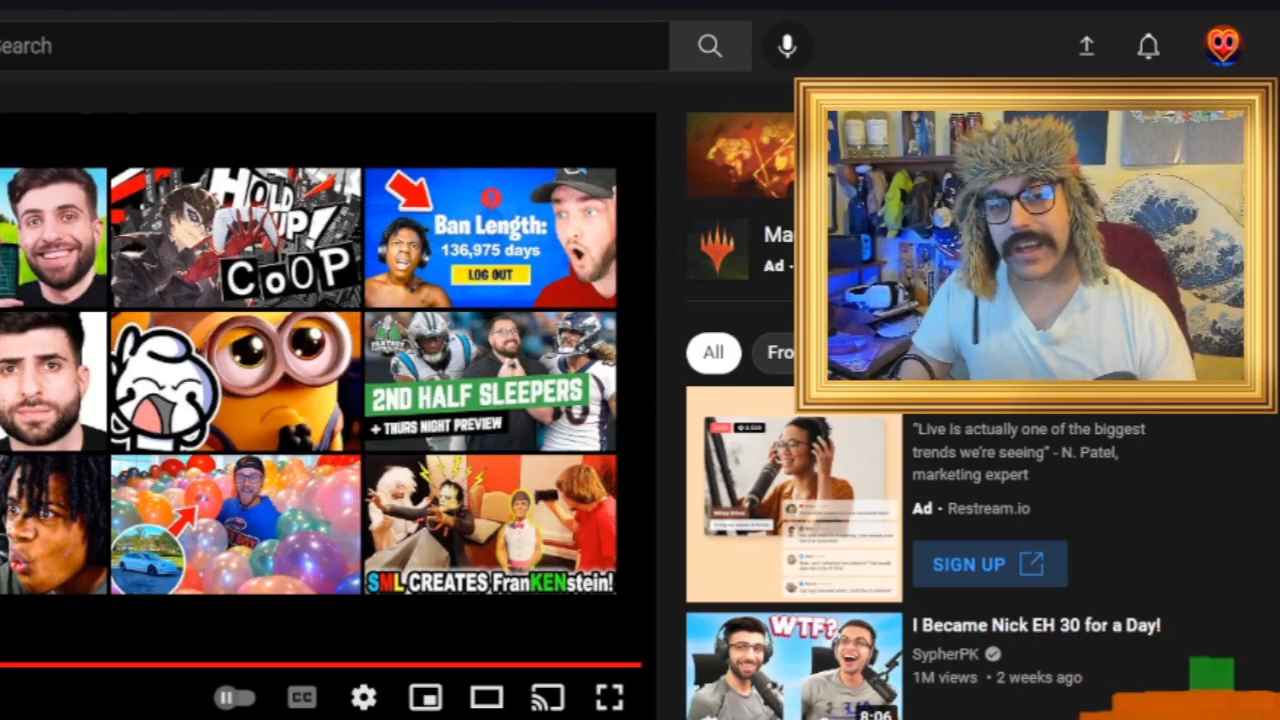 Search
HOLD
UP!
CoOP
Ban Length:
136,975 days
LOG OUT
2ND HALF SLEEPERS
+ THURS NIGHT PREVIEW
SML CREATES FranKENstein!
CC
Ma
Ad ·
All
Fro
"Live is actually one of the biggest
trends we're seeing" - N. Patel,
marketing expert
Ad · Restream.io
SIGN UP
WTF?
8:06
I Became Nick EH 30 for a Day!
SypherPK
1M views · 2 weeks ago